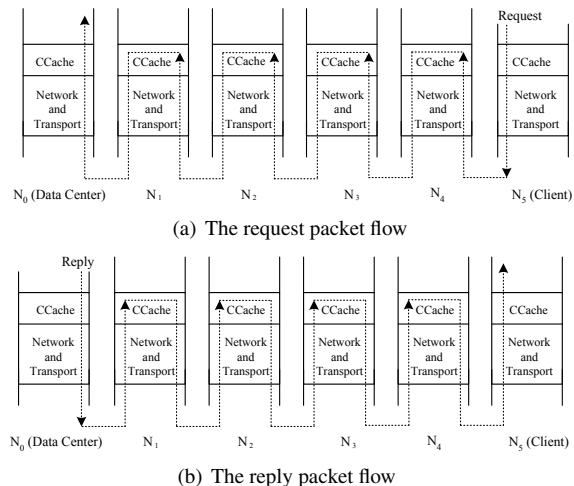 Request
CCache CCache CCache CCache CCache CCache
Network and Transport Network and Transport Network and Transport Network and Transport Network and Transport Network and Transport
N0 (Data Center) N1 N2 N3 N4 N5 (Client)
(a) The request packet flow
Reply
CCache CCache CCache CCache CCache CCache
Network and Transport Network and Transport Network and Transport Network and Transport Network and Transport Network and Transport
N0 (Data Center) N1 N2 N3 N4 N5 (Client)
(b) The reply packet flow